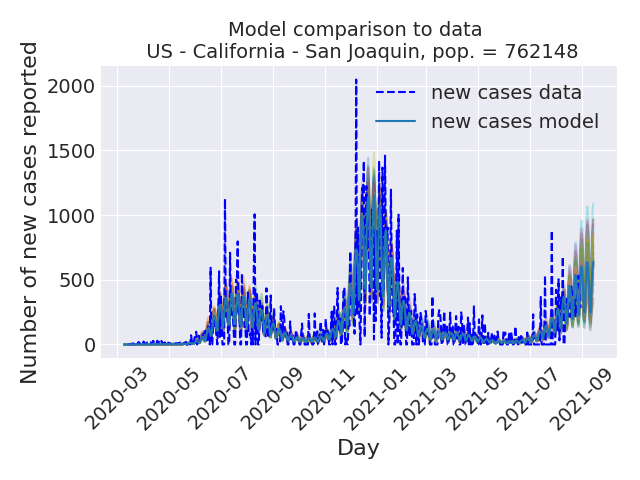 Model comparison to data
US - California - San Joaquin, pop. = 762148
Number of new cases reported
2000
1500
1000
500
0
new cases data
new cases model
2020-03
2020-05
2020-07
2020-09
2020-11
2021-01
2021-03
2021-05
2021-07
2021-09
Day